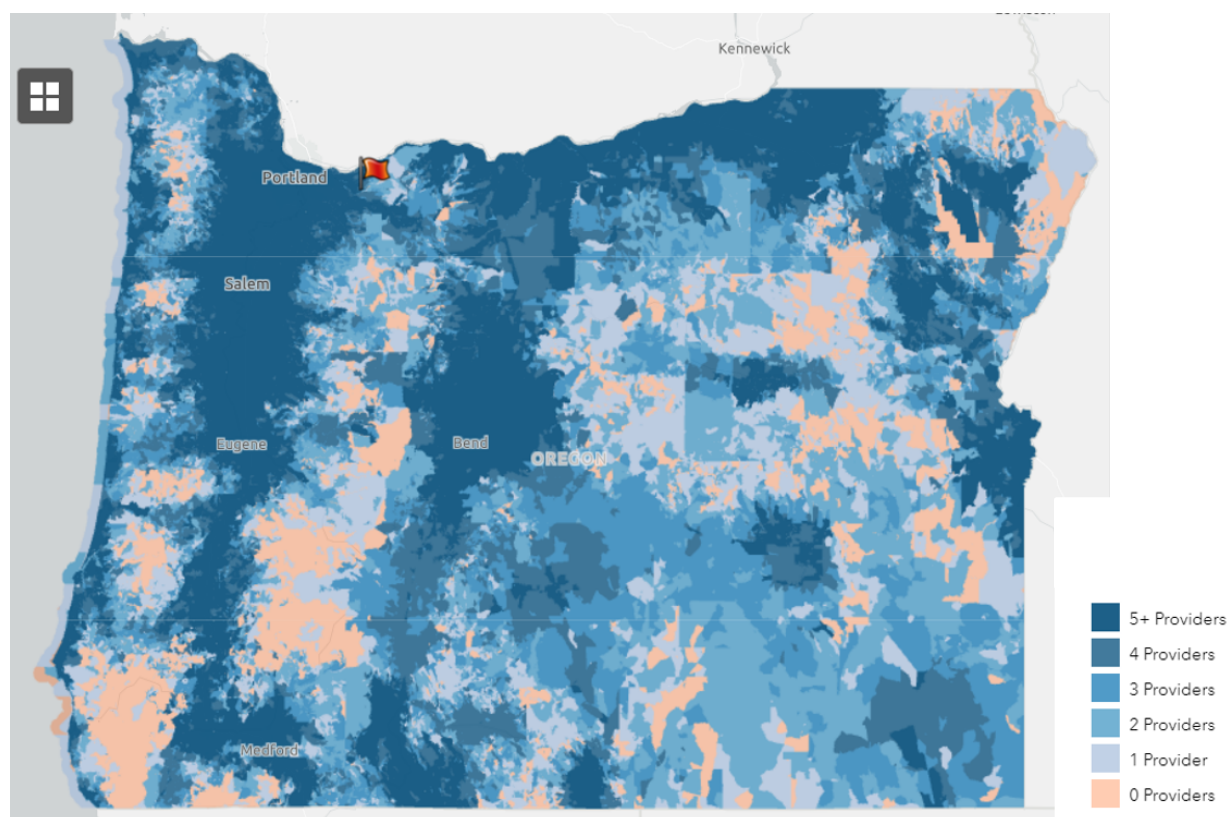 Kennewick
Portland
Salem
Eugene
Bend
OREGON
Medford
5+ Providers
4 Providers
3 Providers
2 Providers
1 Provider
0 Providers